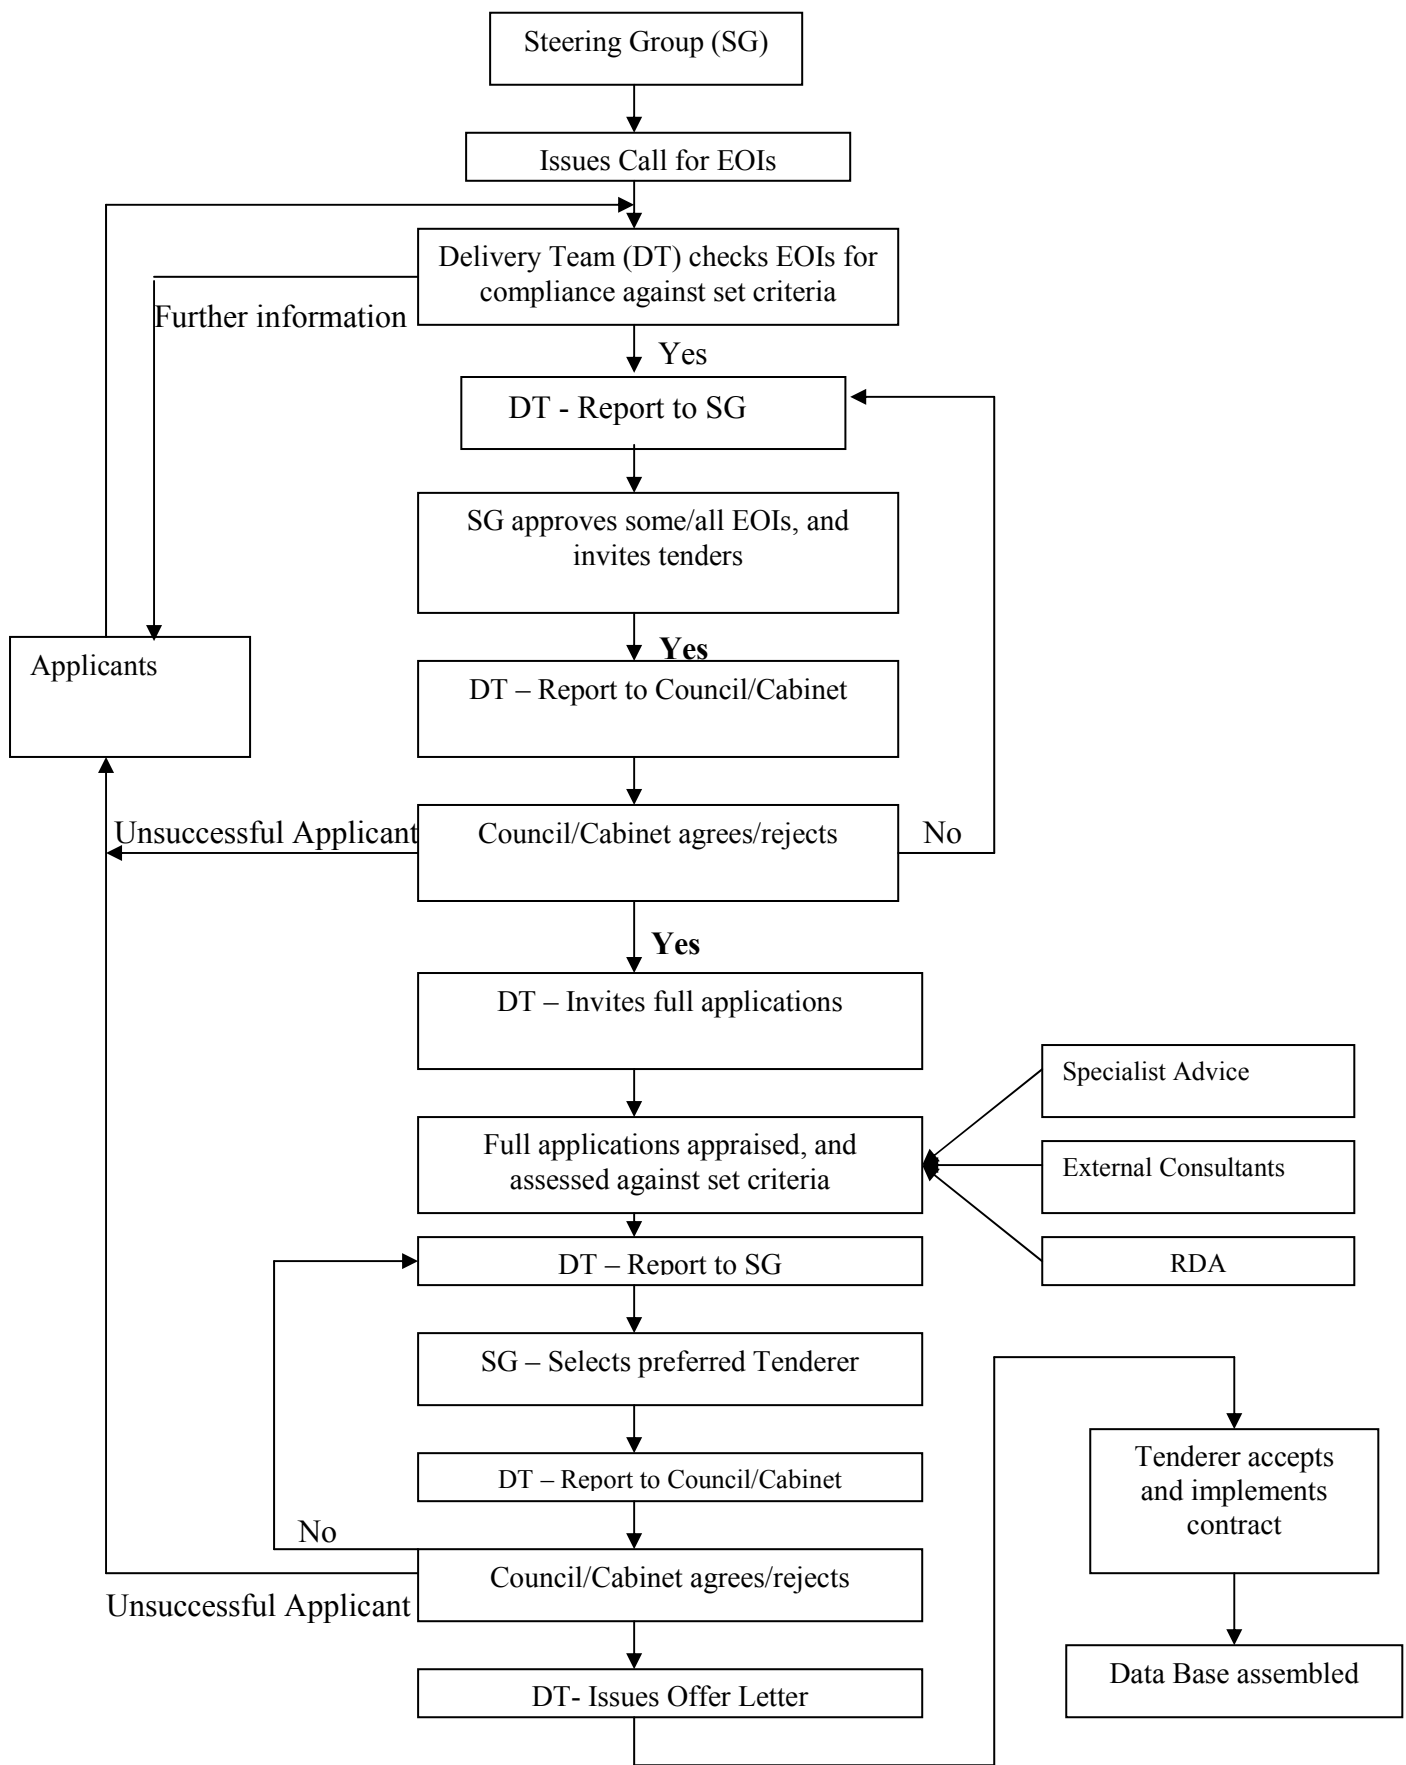 Steering Group (SG)
Issues Call for EOIs
Delivery Team (DT) checks EOIs for
compliance against set criteria
Further information
Yes
DT - Report to SG
SG approves some/all EOIs, and
invites tenders
Yes
Applicants
DT – Report to Council/Cabinet
Unsuccessful Applicant
Council/Cabinet agrees/rejects
No
Yes
DT – Invites full applications
Specialist Advice
Full applications appraised, and
assessed against set criteria
External Consultants
DT – Report to SG
RDA
SG – Selects preferred Tenderer
Tenderer accepts
and implements
contract
DT – Report to Council/Cabinet
No
Council/Cabinet agrees/rejects
Unsuccessful Applicant
Data Base assembled
DT- Issues Offer Letter